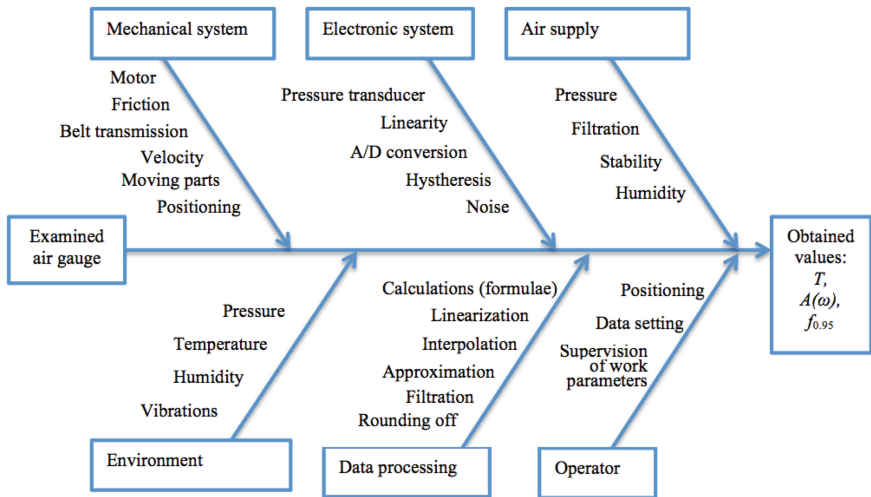 Mechanical system
Electronic system
Air supply
Motor
Friction
Belt transmission
Velocity
Moving parts
Positioning
Pressure transducer
Linearity
A/D conversion
Hystheresis
Noise
Pressure
Filtration
Stability
Humidity
Examined
air gauge
Obtained
values:
T,
A(ω),
f0.95
Pressure
Temperature
Humidity
Vibrations
Calculations (formulae)
Linearization
Interpolation
Approximation
Filtration
Rounding off
Positioning
Data setting
Supervision
of work
parameters
Environment
Data processing
Operator